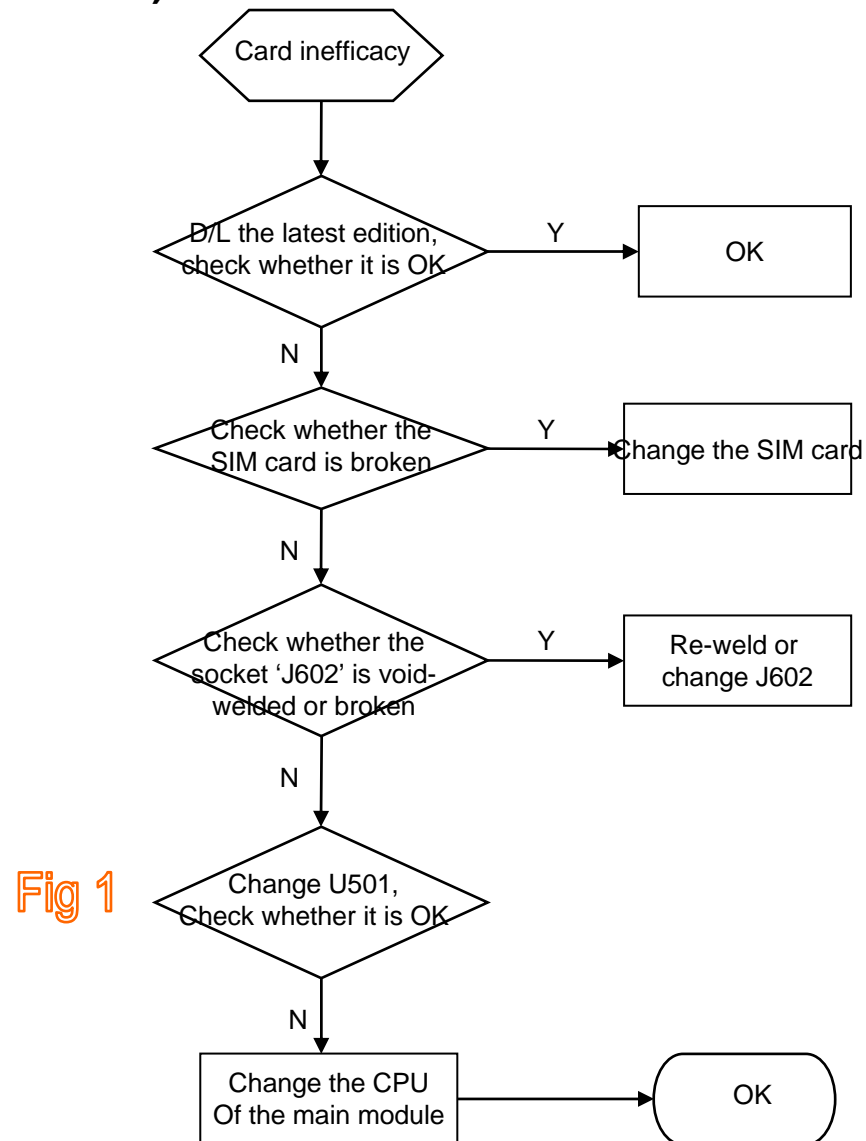 Card inefficacy
D/L the latest edition,
check whether it is OK
Y
OK
N
Check whether the
SIM card is broken
Y
Change the SIM card
N
Check whether the
socket ‘J602’ is void-
welded or broken
Y
Re-weld or
change J602
N
Fig 1
Change U501,
Check whether it is OK
N
Change the CPU
Of the main module
OK